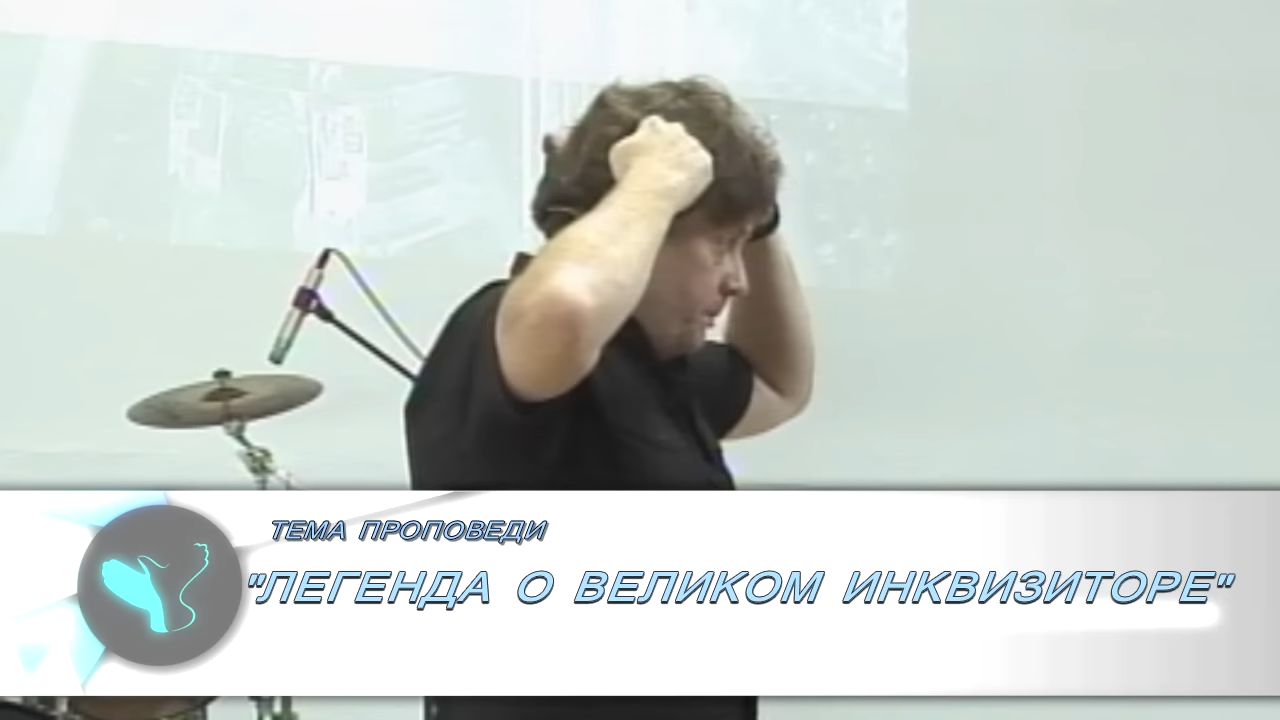 ТЕМА ПРОПОВЕДИ
"ЛЕГЕНДА О ВЕЛИКОМ ИНКВИЗИТОРЕ"